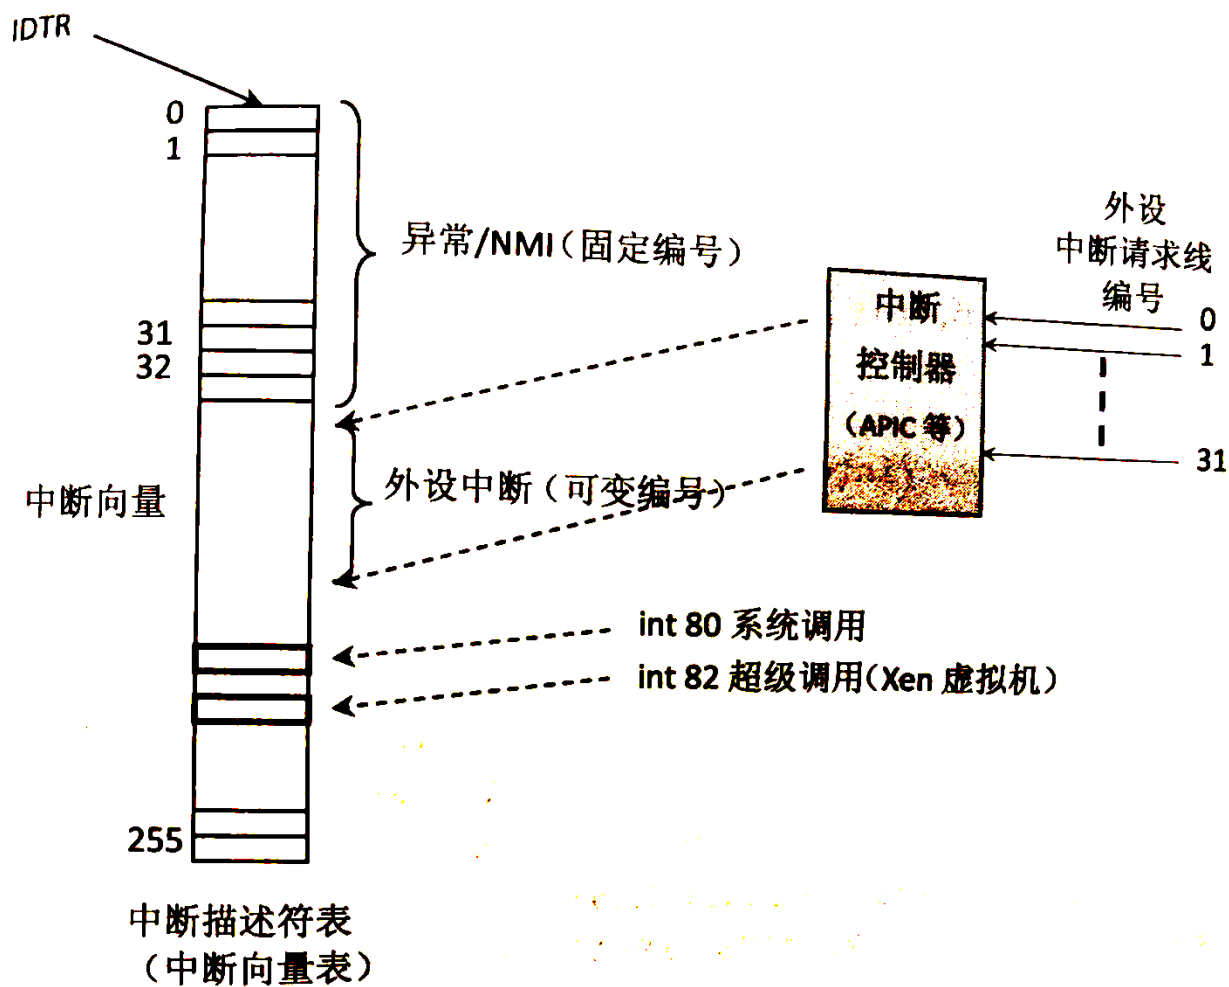 IDTR
0
1
异常/NMI（固定编号）
31
32
中断向量
外设中断（可变编号）
外设
中断请求线
编号
0
1
31
中断
控制器
（APIC 等）
int 80 系统调用
int 82 超级调用（Xen 虚拟机）
255
中断描述符表
（中断向量表）